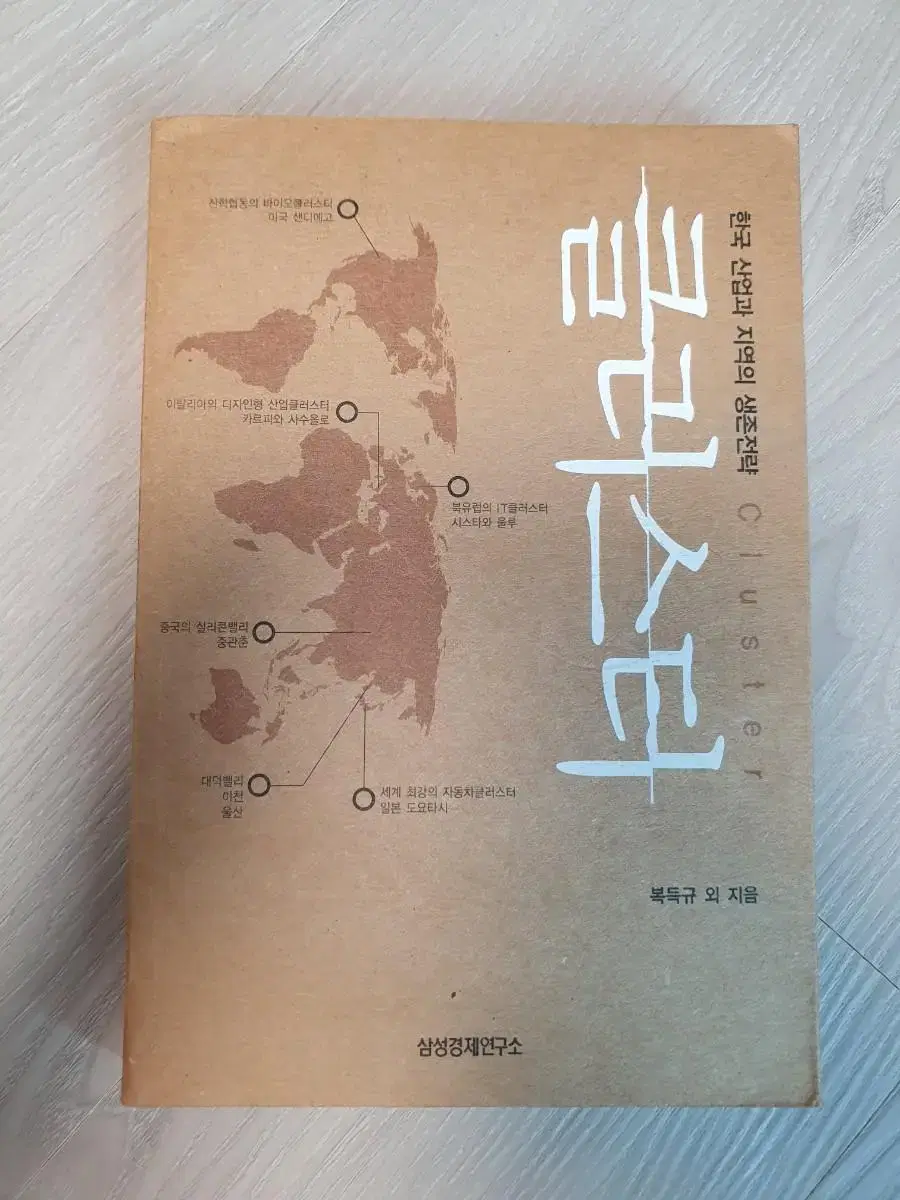 한국 산업과 지역의 생존전략
클러스터
Cluster
산학협동의 바이오클러스터
미국 샌디에고
이탈리아의 디자인형 산업클러스터
카르피와 사수올로
북유럽의 IT클러스터
시스타와 울루
중국의 실리콘밸리
중관춘
대덕밸리
이천
울산
세계 최강의 자동차클러스터
일본 도요타시
복득규 외 지음
삼성경제연구소